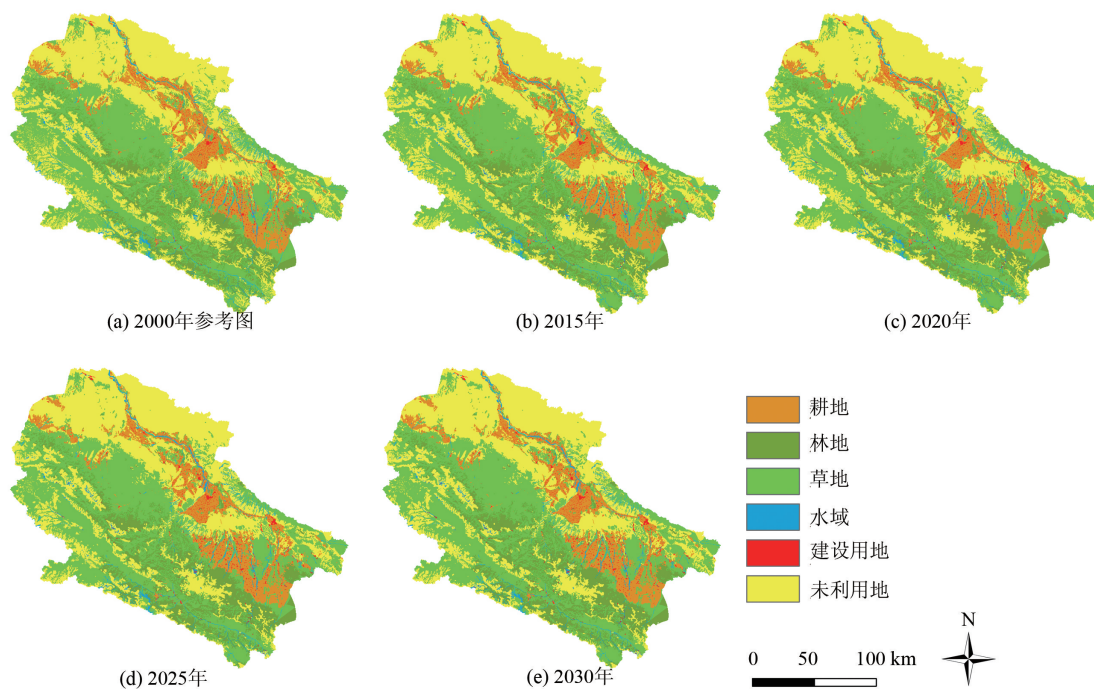 (a) 2000年参考图
(b) 2015年
(c) 2020年
(d) 2025年
(e) 2030年
耕地
林地
草地
水域
建设用地
未利用地
0 50 100 km
N